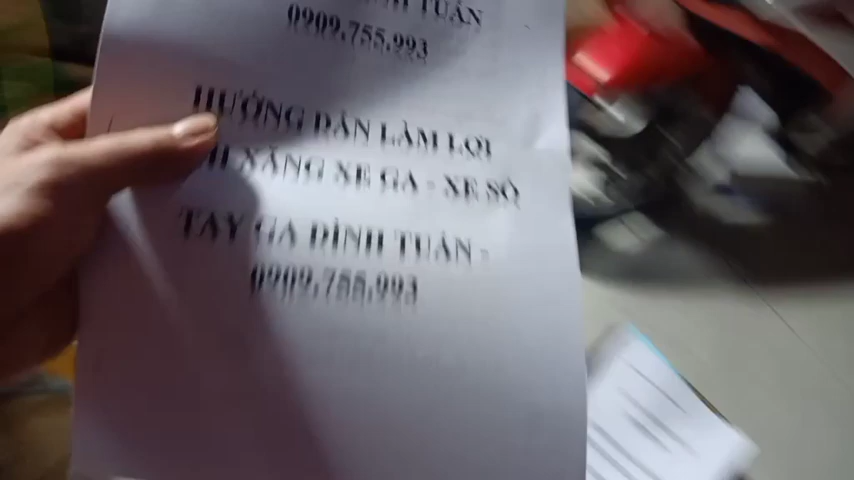 ĐÌNH TUẤN
0909.755.993
HƯỚNG DẪN LÀM LỢI
XĂNG XE GA - XE SỐ
TAY GA ĐÌNH TUẤN -
0909.755.993